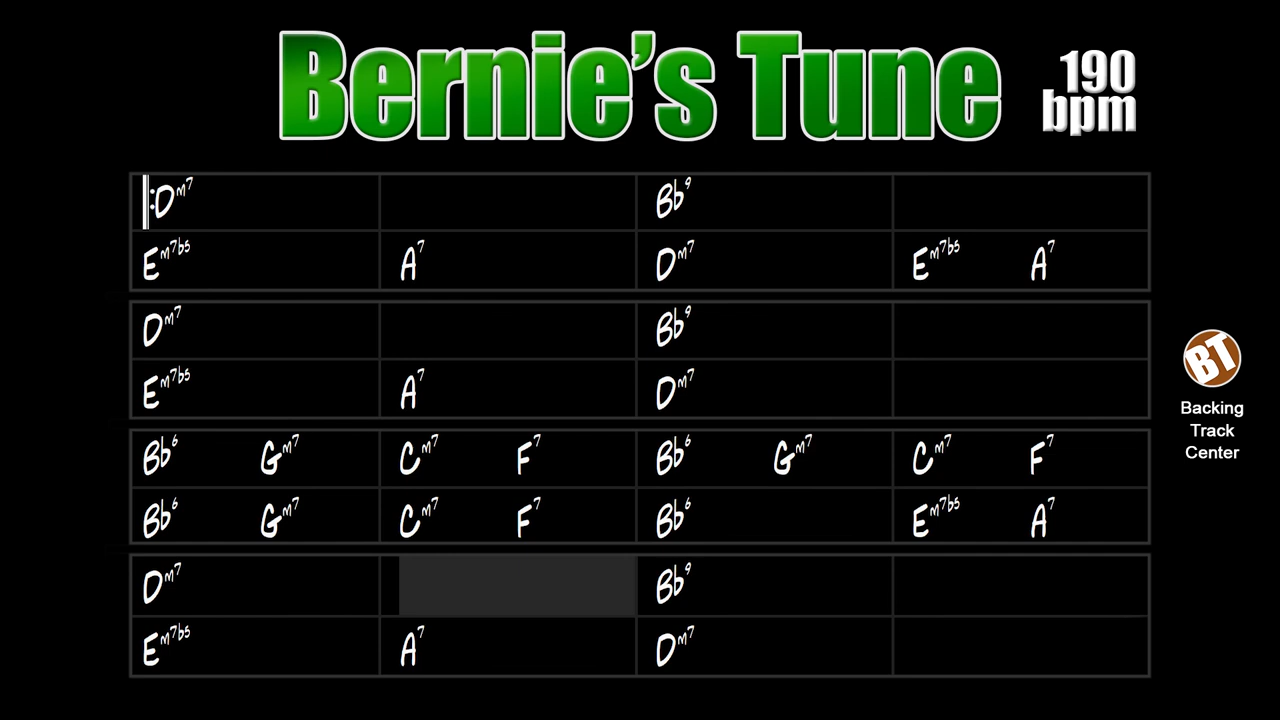 Bernie's Tune
190
bpm
𝄆 Dm7 Bb9
Em7b5 A7 Dm7 Em7b5 A7
Dm7 Bb9
Em7b5 A7 Dm7
Bb6 Gm7 Cm7 F7 Bb6 Gm7 Cm7 F7
Bb6 Gm7 Cm7 F7 Bb6 Em7b5 A7
Dm7 Bb9
Em7b5 A7 Dm7
BT
Backing
Track
Center